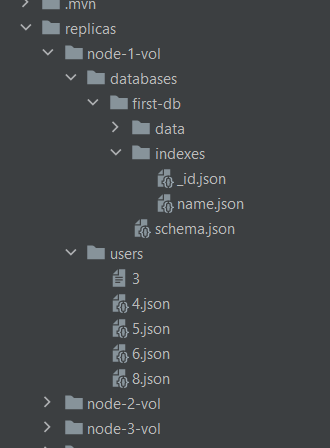 .mvn
replicas
node-1-vol
databases
first-db
data
indexes
_id.json
name.json
schema.json
users
3
4.json
5.json
6.json
8.json
node-2-vol
node-3-vol